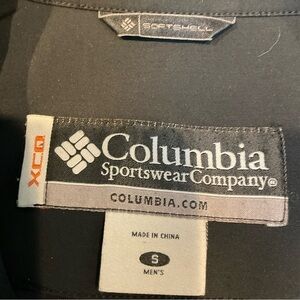 SOFTSHELL
XCO
Columbia
Sportswear Company®
COLUMBIA.COM
MADE IN CHINA
S
MEN'S